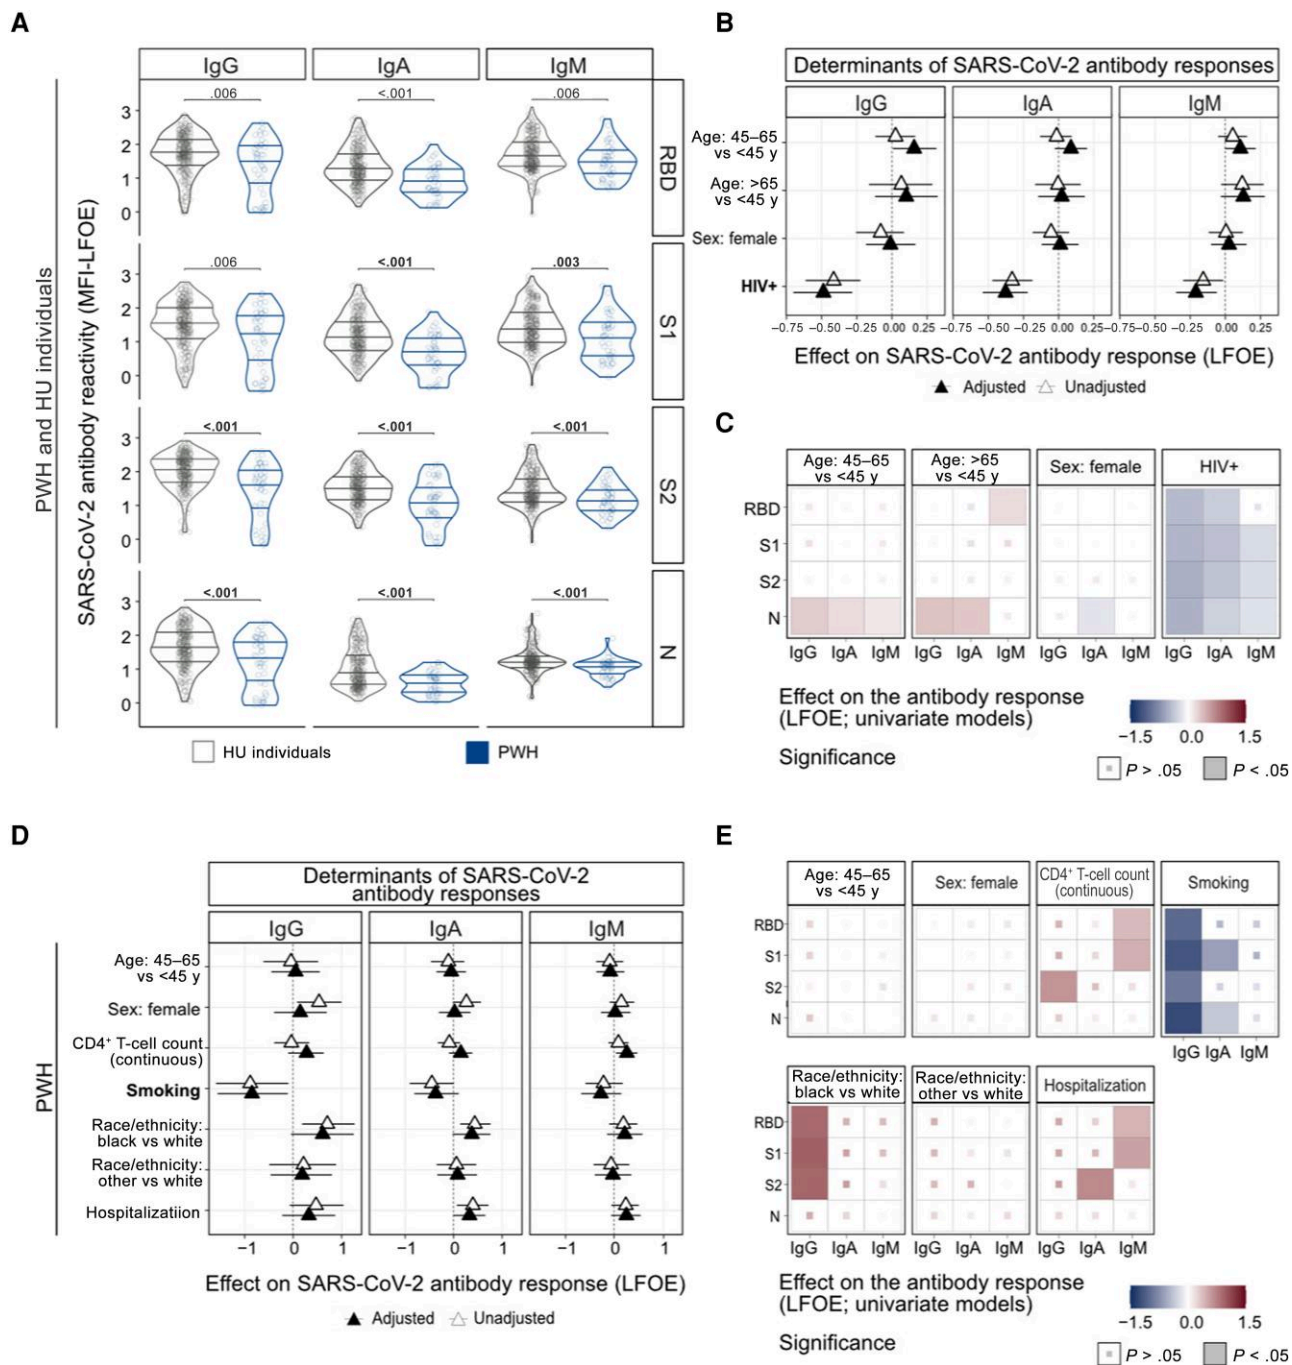 A
IgG IgA IgM
PWH and HU individuals
SARS-CoV-2 antibody reactivity (MFI-LFOE)
.006 <.001 .006
3
2
1
0
RBD
.006 <.001 .003
3
2
1
0
S1
<.001 <.001 <.001
3
2
1
0
S2
<.001 <.001 <.001
3
2
1
0
N
HU individuals PWH
B
Determinants of SARS-CoV-2 antibody responses
IgG IgA IgM
Age: 45–65
vs <45 y
Age: >65
vs <45 y
Sex: female
HIV+
−0.75 −0.50 0.00 0.25 −0.75 −0.50 0.00 0.25 −0.75 −0.50 0.00 0.25
Effect on SARS-CoV-2 antibody response (LFOE)
Adjusted Unadjusted
C
Age: 45–65
vs <45 y
Age: >65
vs <45 y
Sex: female
HIV+
RBD
S1
S2
N
IgG IgA IgM IgG IgA IgM IgG IgA IgM IgG IgA IgM
Effect on the antibody response
(LFOE; univariate models)
−1.5 0.0 1.5
Significance
P > .05 P < .05
D
Determinants of SARS-CoV-2
antibody responses
IgG IgA IgM
PWH
Age: 45–65
vs <45 y
Sex: female
CD4+ T-cell count
(continuous)
Smoking
Race/ethnicity:
black vs white
Race/ethnicity:
other vs white
Hospitalizatiion
−1 0 1 −1 0 1 −1 0 1
Effect on SARS-CoV-2 antibody response (LFOE)
Adjusted Unadjusted
E
Age: 45–65
vs <45 y
Sex: female
CD4+ T-cell count
(continuous)
Smoking
RBD
S1
S2
N
IgG IgA IgM
Race/ethnicity:
black vs white
Race/ethnicity:
other vs white
Hospitalization
RBD
S1
S2
N
IgG IgA IgM IgG IgA IgM IgG IgA IgM
Effect on the antibody response
(LFOE; univariate models)
−1.5 0.0 1.5
Significance
P > .05 P < .05